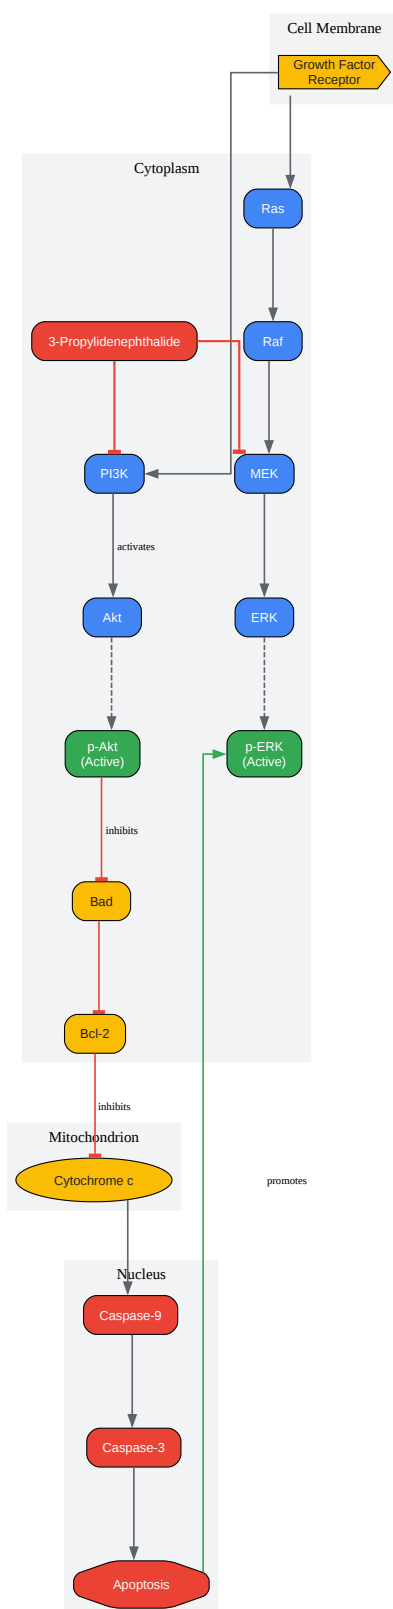 Cell Membrane
Growth Factor
Receptor
Cytoplasm
Ras
3-Propylidenephthalide
Raf
PI3K
MEK
activates
Akt
ERK
p-Akt
(Active)
p-ERK
(Active)
inhibits
Bad
Bcl-2
inhibits
Mitochondrion
Cytochrome c
promotes
Nucleus
Caspase-9
Caspase-3
Apoptosis